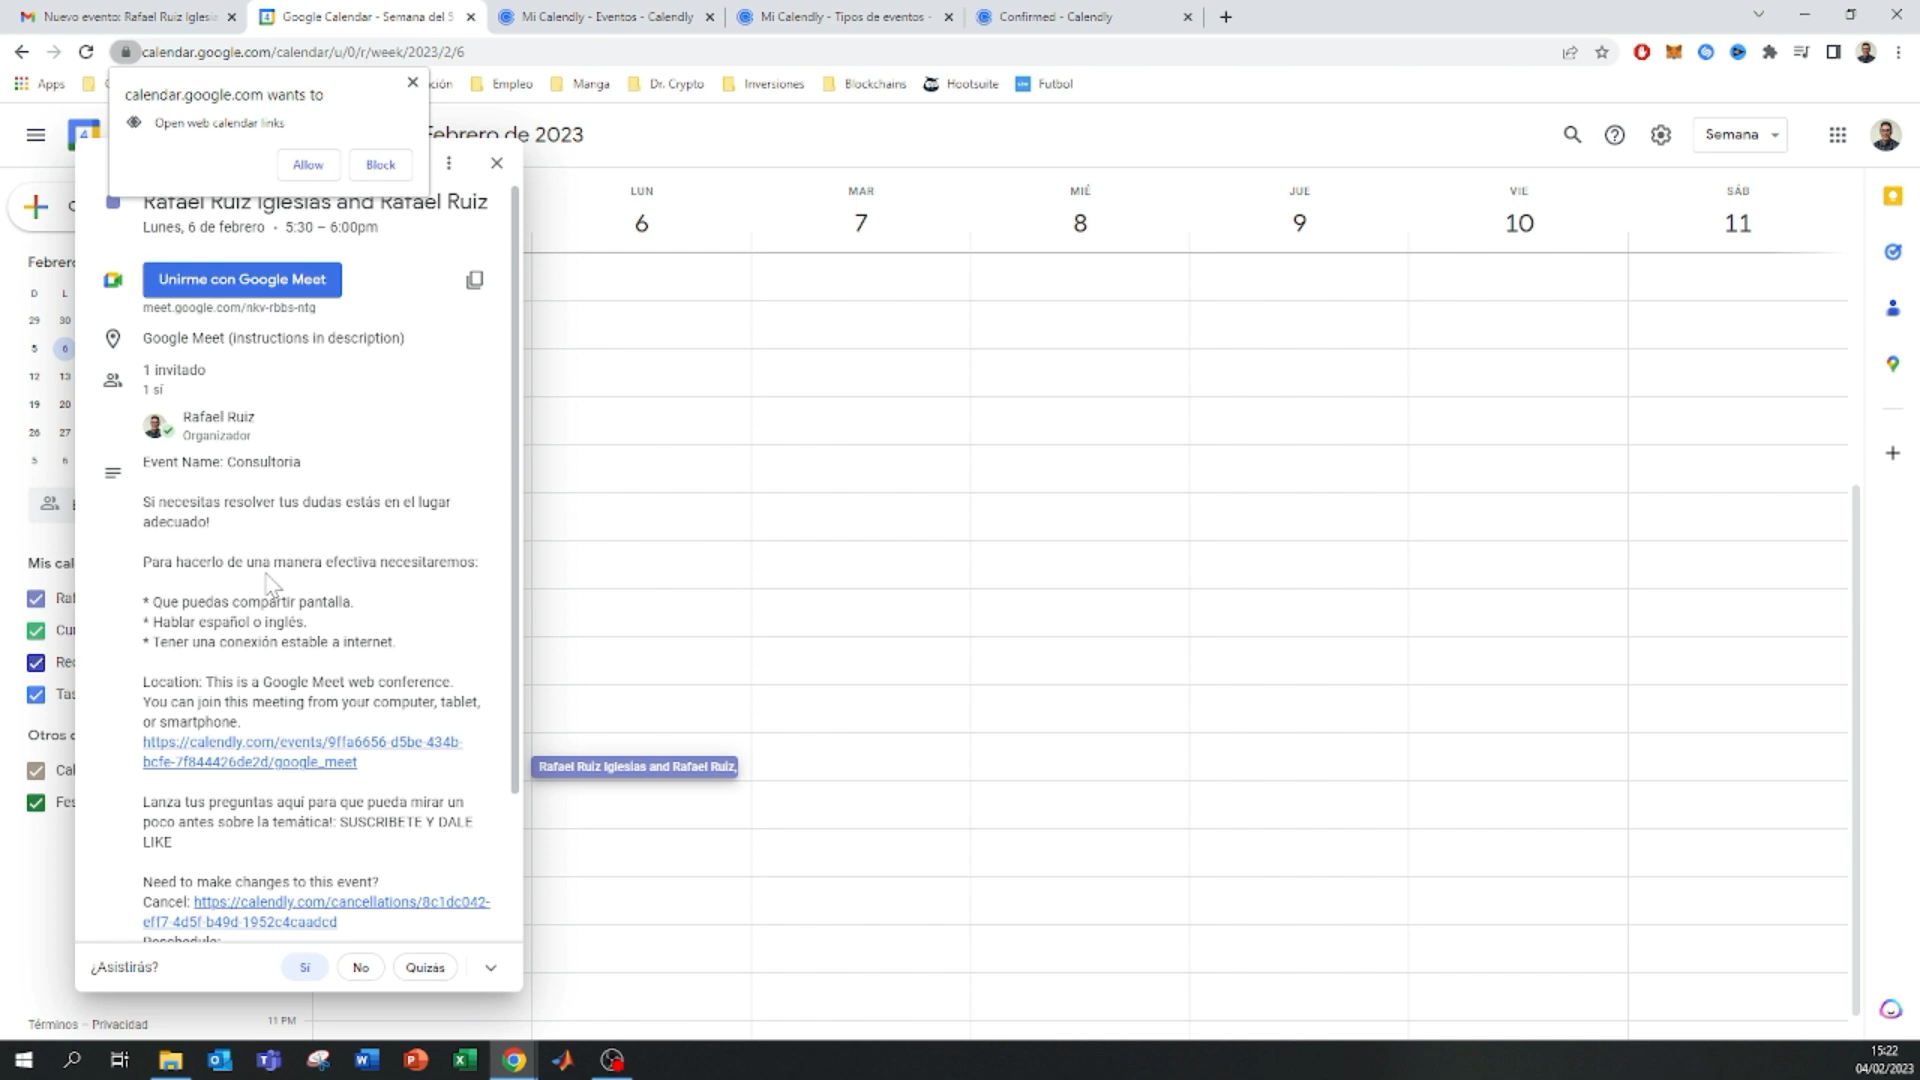 Nuevo evento: Rafael Ruiz Iglesi
Google Calendar - Semana del 5
Mi Calendly - Eventos - Calendly
Mi Calendly - Tipos de eventos -
Confirmed - Calendly
calendar.google.com/calendar/u/0/r/week/2023/2/6
Apps
ción
Empleo
Manga
Dr. Crypto
Inversiones
Blockchains
Hootsuite
Futbol
calendar.google.com wants to
Open web calendar links
Allow
Block
4
Febrero de 2023
Semana
LUN
MAR
MIÉ
JUE
VIE
SÁB
6
7
8
9
10
11
Rafael Ruiz Iglesias and Rafael Ruiz
Lunes, 6 de febrero · 5:30 – 6:00pm
Unirme con Google Meet
meet.google.com/nkv-rbbs-ntg
Google Meet (instructions in description)
1 invitado
1 sí
Rafael Ruiz
Organizador
Event Name: Consultoria
Si necesitas resolver tus dudas estás en el lugar
adecuado!
Para hacerlo de una manera efectiva necesitaremos:
* Que puedas compartir pantalla.
* Hablar español o inglés.
* Tener una conexión estable a internet.
Location: This is a Google Meet web conference.
You can join this meeting from your computer, tablet,
or smartphone.
https://calendly.com/events/9ffa6656-d5be-434b-
bcfe-7f844426de2d/google_meet
Lanza tus preguntas aquí para que pueda mirar un
poco antes sobre la temática!: SUSCRIBETE Y DALE
LIKE
Need to make changes to this event?
Cancel: https://calendly.com/cancellations/8c1dc042-
eff7-4d5f-b49d-1952c4caadcd
Reschedule:
¿Asistirás?
Sí
No
Quizás
Febrero
D L
29 30
5 6
12 13
19 20
26 27
5 6
Mis cal
Raf
Cu
Rec
Tas
Otros c
Cal
Fes
Términos – Privacidad
11 PM
Rafael Ruiz Iglesias and Rafael Ruiz,
15:22
04/02/2023